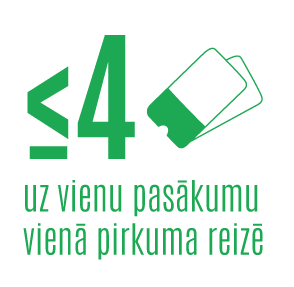 ≤4
uz vienu pasākumu
vienā pirkuma reizē